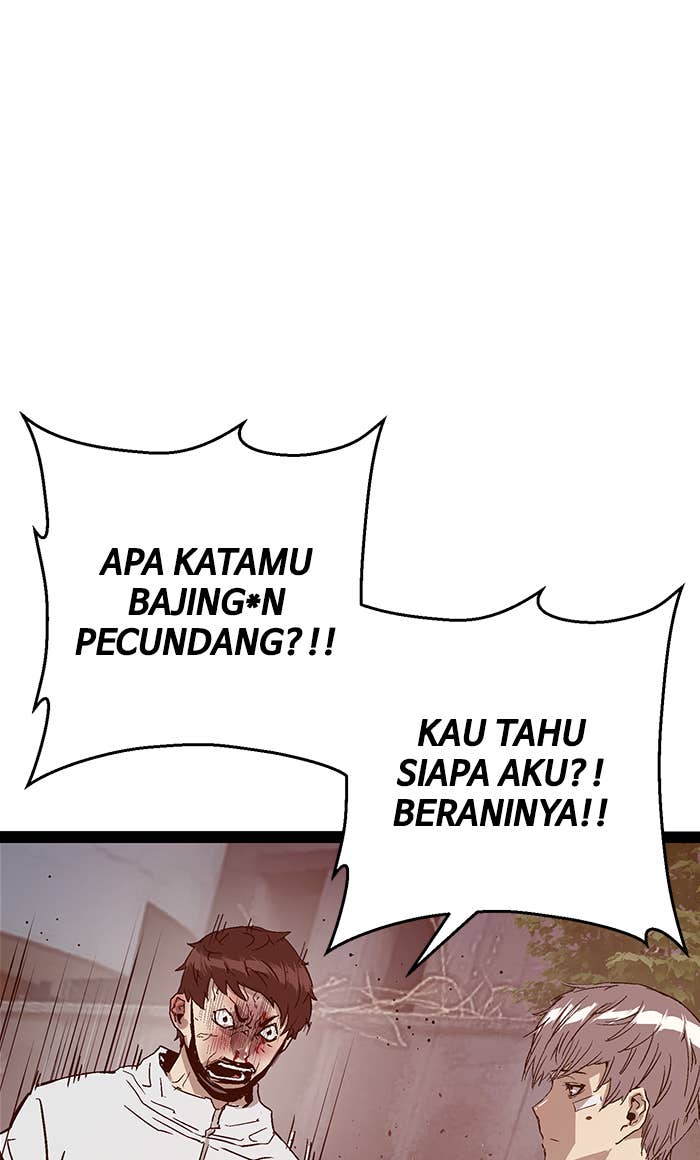 APA KATAMU
BAJING*N
PECUNDANG?!!
KAU TAHU
SIAPA AKU?!
BERANINYA!!